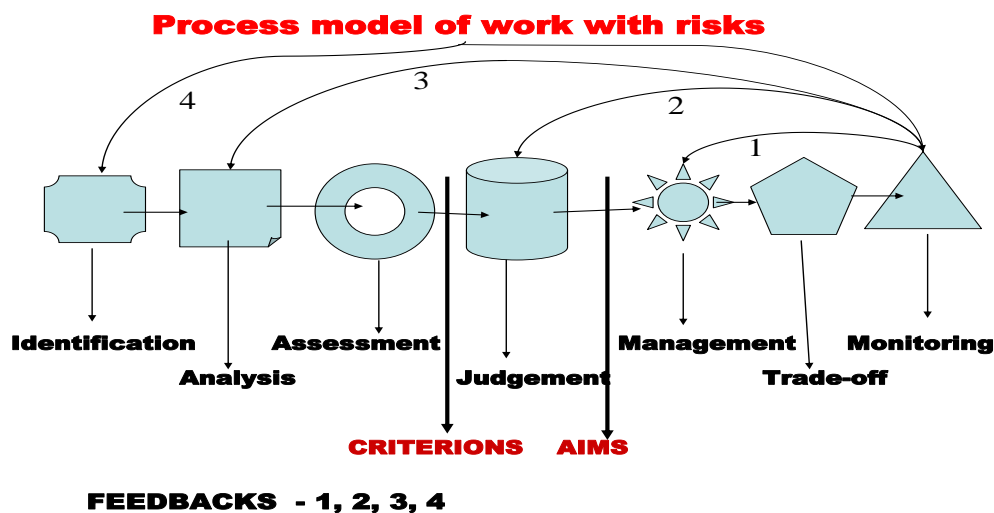 Process model of work with risks
4
3
2
1
Identification
Assessment
Management
Monitoring
Analysis
Judgement
Trade-off
CRITERIONS
AIMS
FEEDBACKS - 1, 2, 3, 4